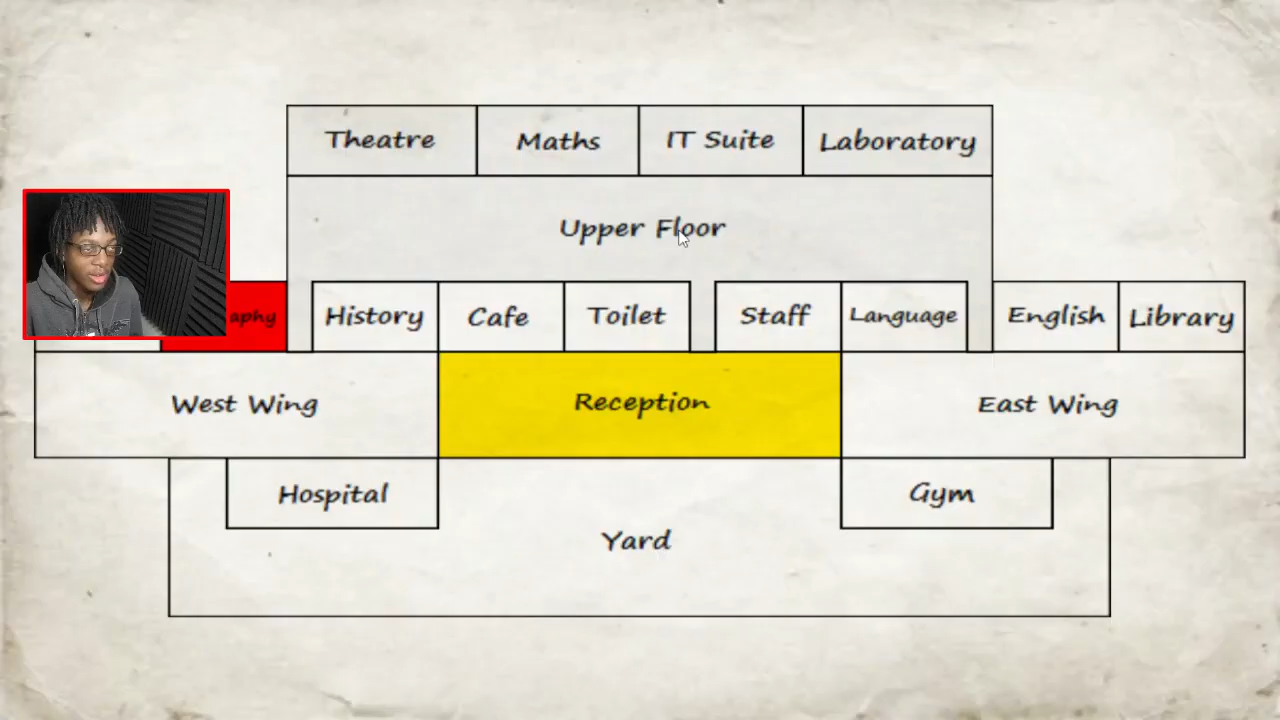 Theatre Maths IT Suite Laboratory
Upper Floor
History Cafe Toilet Staff Language English Library
West Wing Reception East Wing
Hospital Gym
Yard